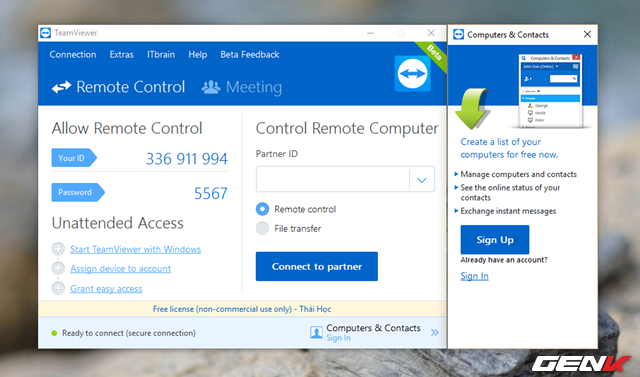 TeamViewer
Connection Extras ITbrain Help Beta Feedback
Beta
Remote Control Meeting
Allow Remote Control
Your ID 336 911 994
Password 5567
Unattended Access
Start TeamViewer with Windows
Assign device to account
Grant easy access
Control Remote Computer
Partner ID
Remote control
File transfer
Connect to partner
Free license (non-commercial use only) - Thái Học
Ready to connect (secure connection)
Computers & Contacts
Sign In
Computers & Contacts
Computers & Contacts
John Doe (Online)
George
Media
Peter
Create a list of your
computers for free now.
Manage computers and contacts
See the online status of your
contacts
Exchange instant messages
Sign Up
Already have an account?
Sign In
GENK